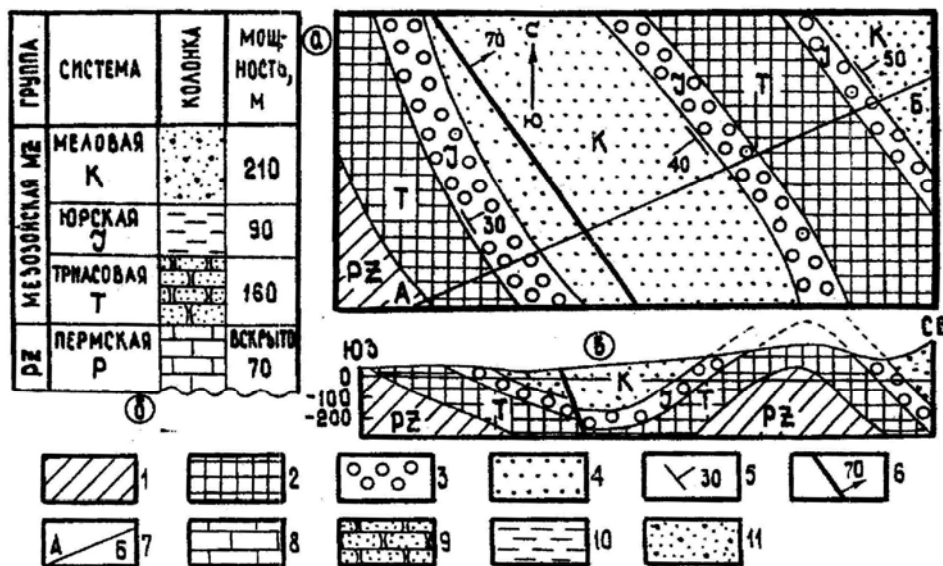 ГРУППА
СИСТЕМА
КОЛОНКА
МОЩ-
НОСТЬ,
М
МЕЗОЗОЙСКАЯ MZ
МЕЛОВАЯ
К
210
ЮРСКАЯ
J
90
ТРИАСОВАЯ
Т
160
PZ
ПЕРМСКАЯ
Р
ВСКРЫТО
70
б
а
J
К
50
70
С
Ю
Т
Б
J
К
Т
J
40
30
PZ
А
ЮЗ
в
СВ
0
-100
-200
К
Т
J
Т
PZ
PZ
1
2
3
4
30
5
70
6
А
Б
7
8
9
10
11